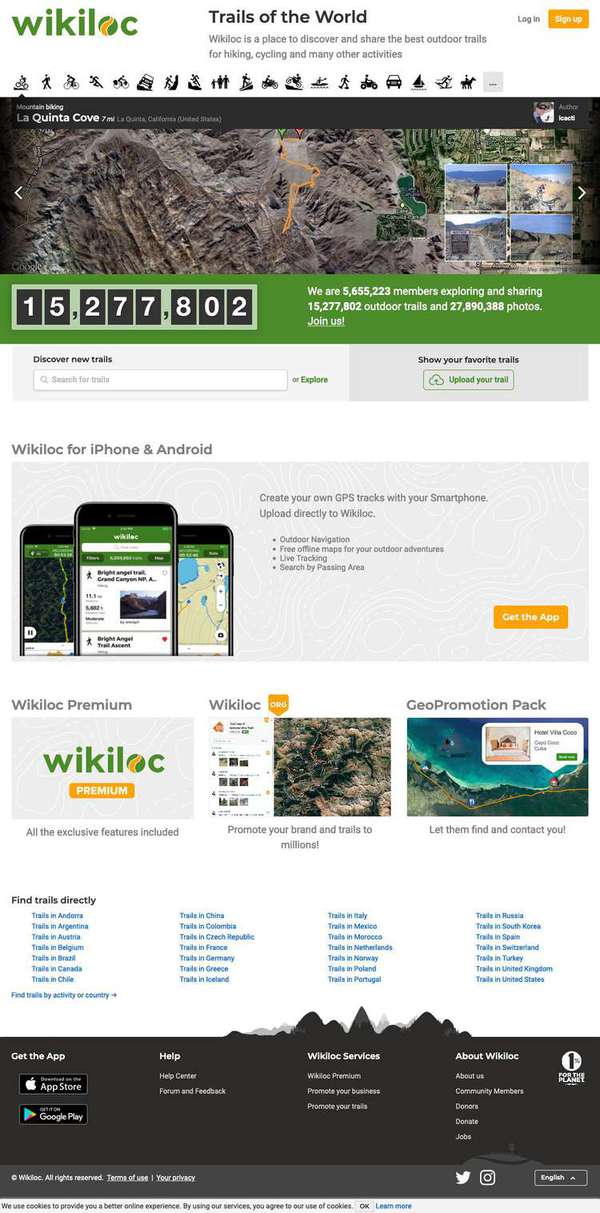 wikiloc
Trails of the World
Wikiloc is a place to discover and share the best outdoor trails
for hiking, cycling and many other activities
Log in
Sign up
...
Mountain biking
La Quinta Cove 7 mi La Quinta, California (United States)
Author
icacti
Google
15,277,802
We are 5,655,223 members exploring and sharing
15,277,802 outdoor trails and 27,890,388 photos.
Join us!
Discover new trails
Search for trails
or Explore
Show your favorite trails
Upload your trail
Wikiloc for iPhone & Android
wikiloc
Filters
Map
Bright angel trail,
Grand Canyon NP, A...
11.1
5,682
Moderate
Bright Angel
Trail Ascent
Create your own GPS tracks with your Smartphone.
Upload directly to Wikiloc.
Outdoor Navigation
Free offline maps for your outdoor adventures
Live Tracking
Search by Passing Area
Get the App
Wikiloc Premium
wikiloc
PREMIUM
All the exclusive features included
Wikiloc ORG
Promote your brand and trails to
millions!
GeoPromotion Pack
Hotel Villa Coco
Cayo Coco
Cuba
Book now
Let them find and contact you!
Find trails directly
Trails in Andorra
Trails in Argentina
Trails in Austria
Trails in Belgium
Trails in Brazil
Trails in Canada
Trails in Chile
Trails in China
Trails in Colombia
Trails in Czech Republic
Trails in France
Trails in Germany
Trails in Greece
Trails in Iceland
Trails in Italy
Trails in Mexico
Trails in Morocco
Trails in Netherlands
Trails in Norway
Trails in Poland
Trails in Portugal
Trails in Russia
Trails in South Korea
Trails in Spain
Trails in Switzerland
Trails in Turkey
Trails in United Kingdom
Trails in United States
Find trails by activity or country →
Get the App
Download on the
App Store
GET IT ON
Google Play
Help
Help Center
Forum and Feedback
Wikiloc Services
Wikiloc Premium
Promote your business
Promote your trails
About Wikiloc
About us
Community Members
Donors
Donate
Jobs
1%
FOR THE
PLANET
© Wikiloc. All rights reserved. Terms of use | Your privacy
English
We use cookies to provide you a better online experience. By using our services, you agree to our use of cookies. OK Learn more